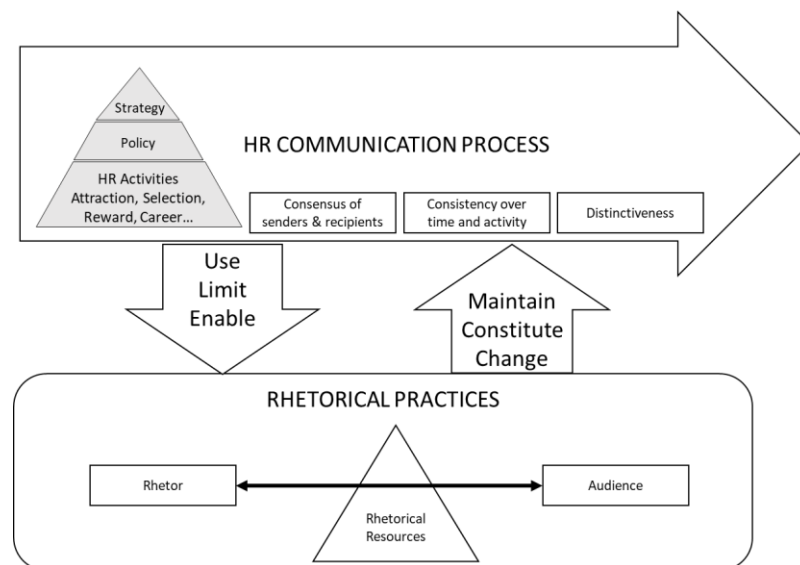 Strategy
Policy
HR Activities
Attraction, Selection,
Reward, Career...
HR COMMUNICATION PROCESS
Consensus of
senders & recipients
Consistency over
time and activity
Distinctiveness
Use
Limit
Enable
Maintain
Constitute
Change
RHETORICAL PRACTICES
Rhetor
Rhetorical
Resources
Audience